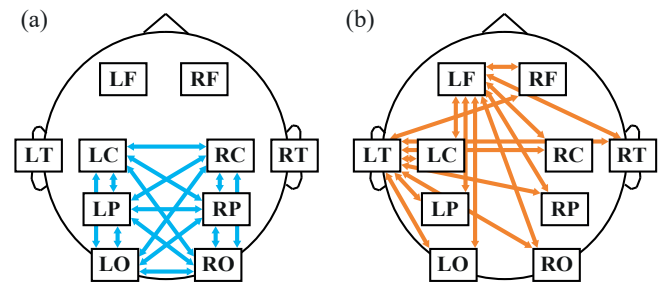 (a) (b)
LF RF LF RF
LT LC RC RT LT LC RC RT
LP RP LP RP
LO RO LO RO